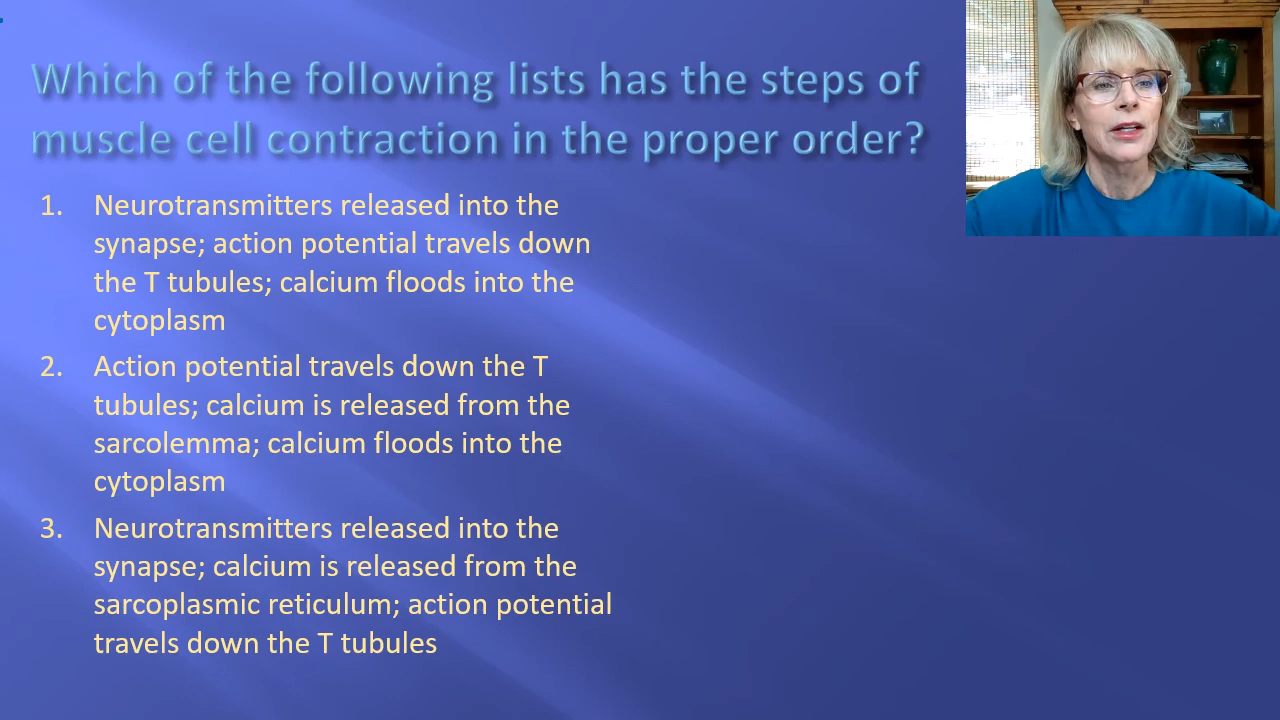 Which of the following lists has the steps of
muscle cell contraction in the proper order?
1. Neurotransmitters released into the
synapse; action potential travels down
the T tubules; calcium floods into the
cytoplasm
2. Action potential travels down the T
tubules; calcium is released from the
sarcolemma; calcium floods into the
cytoplasm
3. Neurotransmitters released into the
synapse; calcium is released from the
sarcoplasmic reticulum; action potential
travels down the T tubules